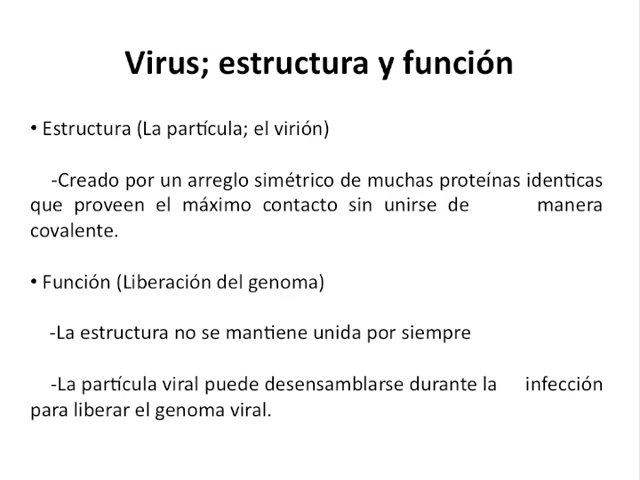 Virus; estructura y función
• Estructura (La partícula; el virión)
-Creado por un arreglo simétrico de muchas proteínas identicas
que proveen el máximo contacto sin unirse de manera
covalente.
• Función (Liberación del genoma)
-La estructura no se mantiene unida por siempre
-La partícula viral puede desensamblarse durante la infección
para liberar el genoma viral.